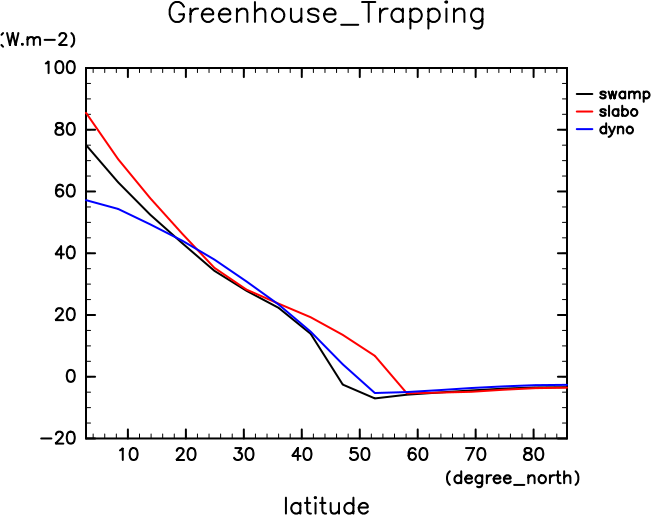 Greenhouse_Trapping
(W.m-2)
100
80
60
40
20
0
-20
10 20 30 40 50 60 70 80
(degree_north)
latitude
swamp
slabo
dyno